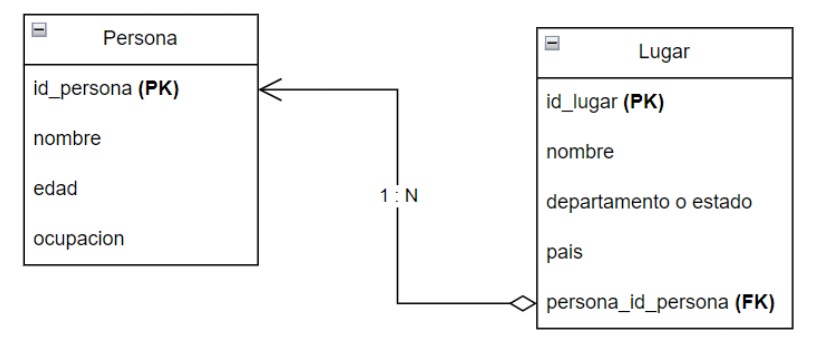 Persona
id_persona (PK)
nombre
edad
ocupacion
1 : N
Lugar
id_lugar (PK)
nombre
departamento o estado
pais
persona_id_persona (FK)